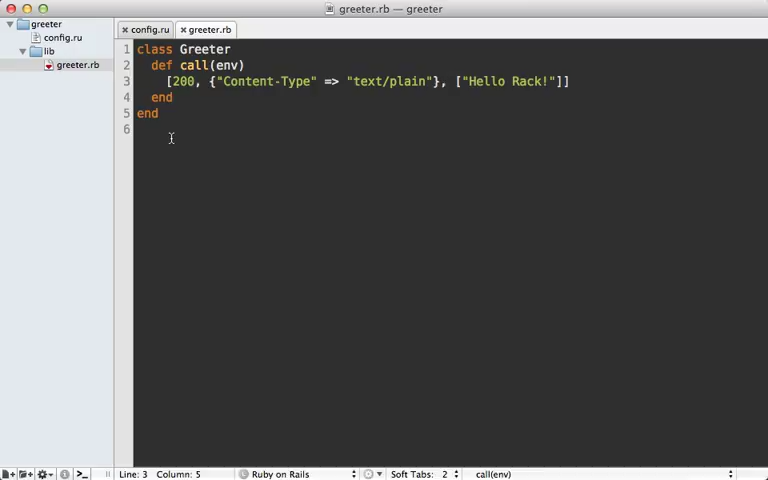 greeter.rb — greeter
greeter
config.ru
lib
greeter.rb
config.ru
greeter.rb
1 class Greeter
2 def call(env)
3 [200, {"Content-Type" => "text/plain"}, ["Hello Rack!"]]
4 end
5 end
6
Line: 3 Column: 5
Ruby on Rails
Soft Tabs: 2
call(env)